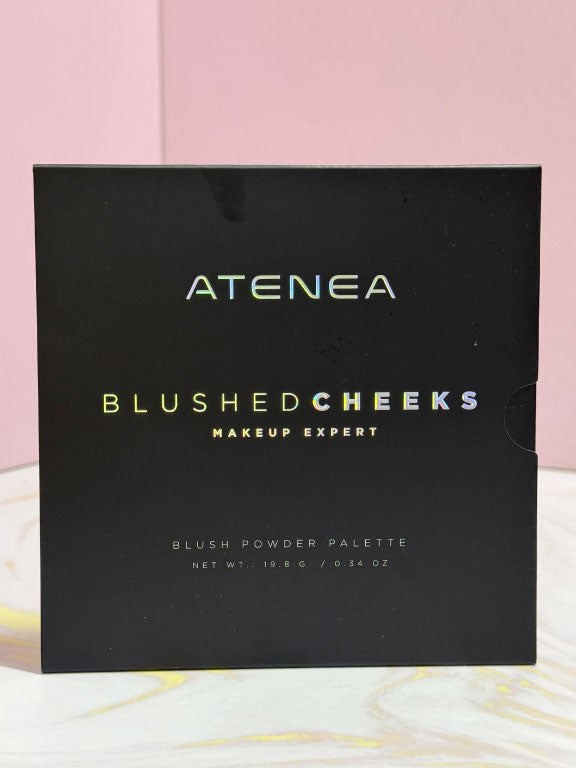 ATENEA
BLUSHEDCHEEKS
MAKEUP EXPERT
BLUSH POWDER PALETTE
NET WT.: 19.8 G / 0.34 OZ